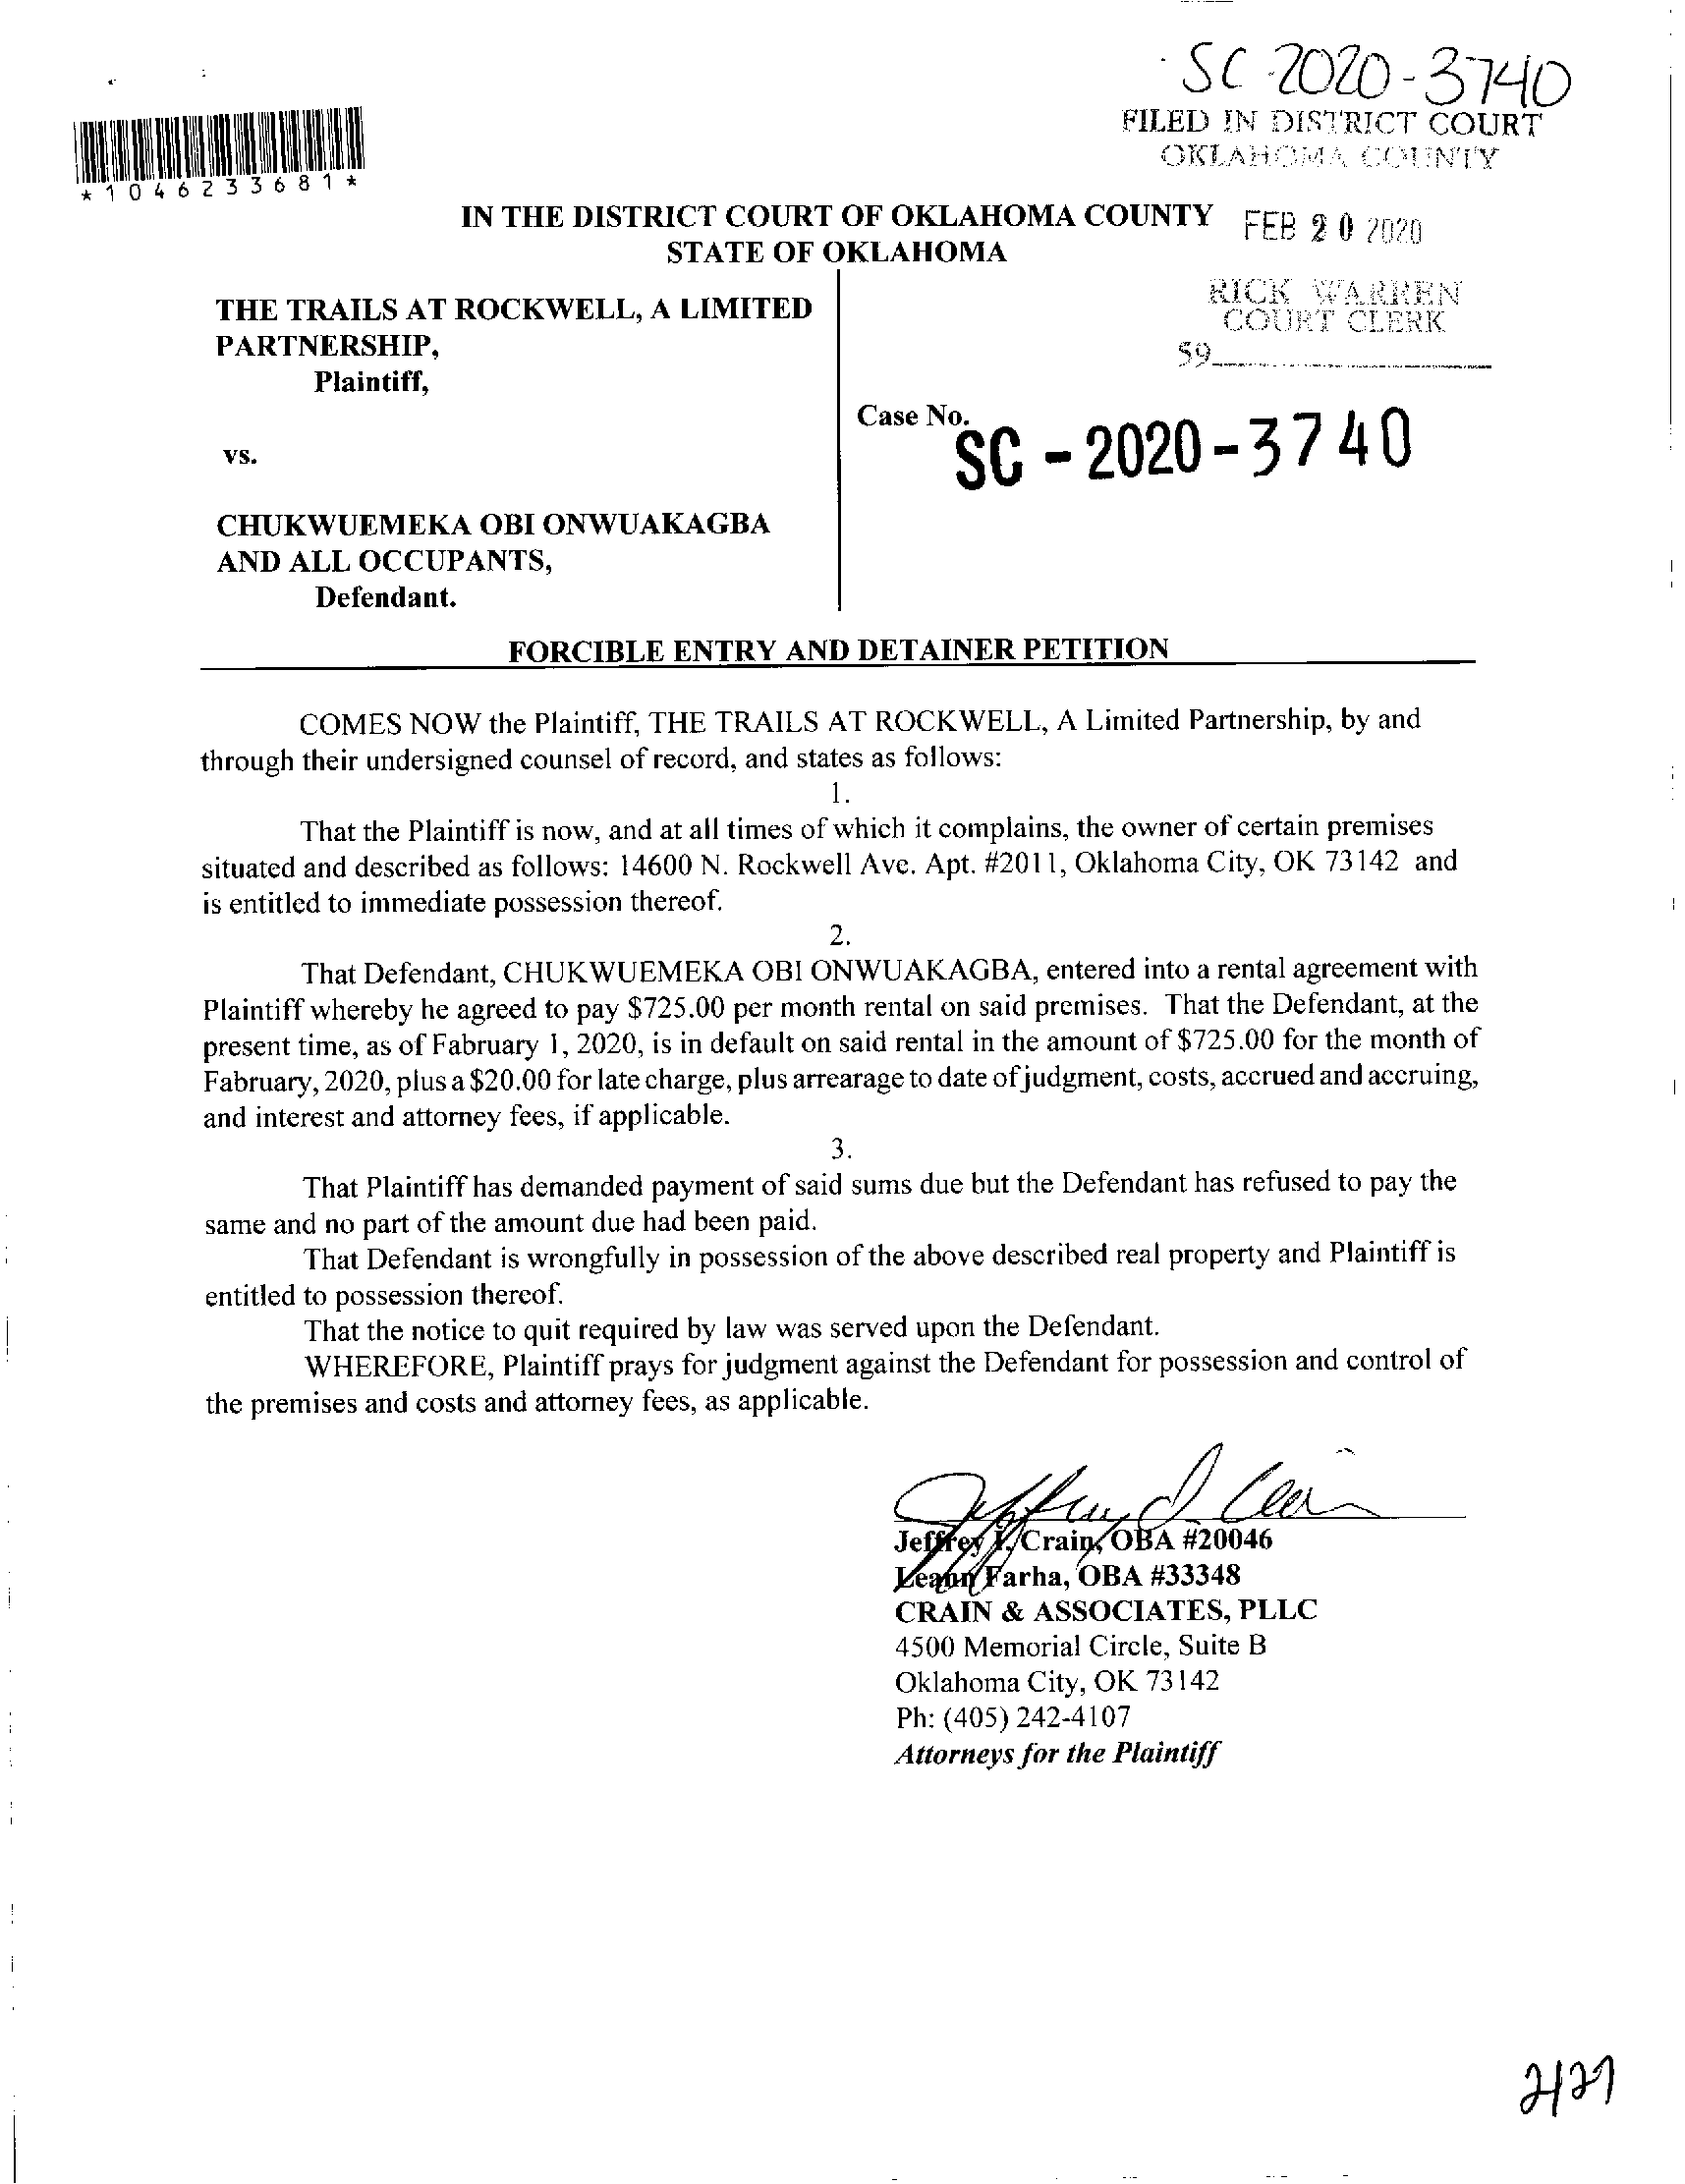 SC-2020-3740
FILED IN DISTRICT COURT
OKLAHOMA COUNTY
*1046233681*
IN THE DISTRICT COURT OF OKLAHOMA COUNTY
STATE OF OKLAHOMA
FEB 20 2020
RICK WARREN
COURT CLERK
59
THE TRAILS AT ROCKWELL, A LIMITED
PARTNERSHIP,
Plaintiff,
vs.
Case No.
SC-2020-3740
CHUKWUEMEKA OBI ONWUAKAGBA
AND ALL OCCUPANTS,
Defendant.
FORCIBLE ENTRY AND DETAINER PETITION
COMES NOW the Plaintiff, THE TRAILS AT ROCKWELL, A Limited Partnership, by and
through their undersigned counsel of record, and states as follows:
1.
That the Plaintiff is now, and at all times of which it complains, the owner of certain premises
situated and described as follows: 14600 N. Rockwell Ave. Apt. #2011, Oklahoma City, OK 73142 and
is entitled to immediate possession thereof.
2.
That Defendant, CHUKWUEMEKA OBI ONWUAKAGBA, entered into a rental agreement with
Plaintiff whereby he agreed to pay $725.00 per month rental on said premises. That the Defendant, at the
present time, as of Fabruary 1, 2020, is in default on said rental in the amount of $725.00 for the month of
Fabruary, 2020, plus a $20.00 for late charge, plus arrearage to date of judgment, costs, accrued and accruing,
and interest and attorney fees, if applicable.
3.
That Plaintiff has demanded payment of said sums due but the Defendant has refused to pay the
same and no part of the amount due had been paid.
That Defendant is wrongfully in possession of the above described real property and Plaintiff is
entitled to possession thereof.
That the notice to quit required by law was served upon the Defendant.
WHEREFORE, Plaintiff prays for judgment against the Defendant for possession and control of
the premises and costs and attorney fees, as applicable.
Jeffrey I. Crain, OBA #20046
Leann Farha, OBA #33348
CRAIN & ASSOCIATES, PLLC
4500 Memorial Circle, Suite B
Oklahoma City, OK 73142
Ph: (405) 242-4107
Attorneys for the Plaintiff